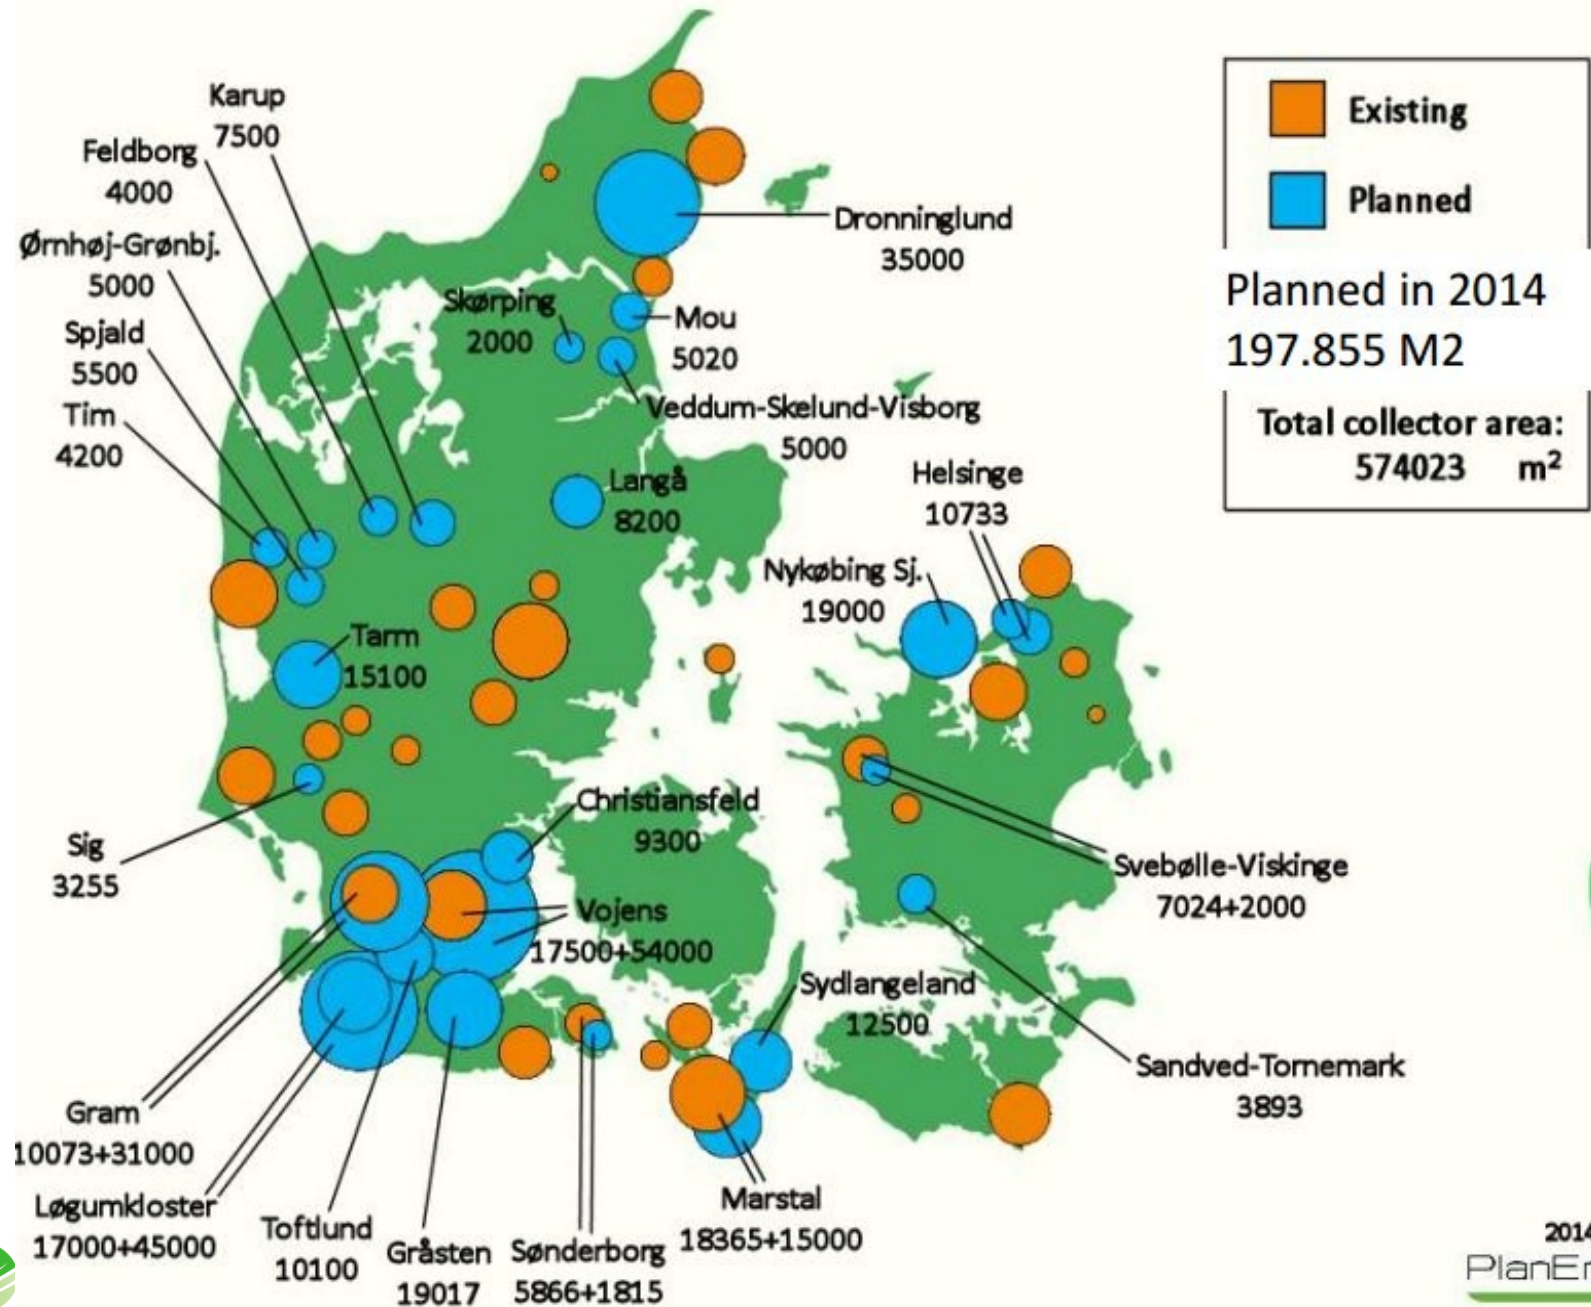 Karup
7500
Feldborg
4000
Ørnhøj-Grønbj.
5000
Spjald
5500
Tim
4200
Skørping
2000
Dronninglund
35000
Mou
5020
Veddum-Skelund-Visborg
5000
Langå
8200
Helsinge
10733
Nykøbing Sj.
19000
Tarm
15100
Christiansfeld
9300
Sig
3255
Vojens
17500+54000
Svebølle-Viskinge
7024+2000
Sydlangeland
12500
Sandved-Tornemark
3893
Gram
10073+31000
Løgumkloster
17000+45000
Toftlund
10100
Gråsten
19017
Sønderborg
5866+1815
Marstal
18365+15000
Existing
Planned
Planned in 2014
197.855 M2
Total collector area:
574023 m²
2014
PlanEr